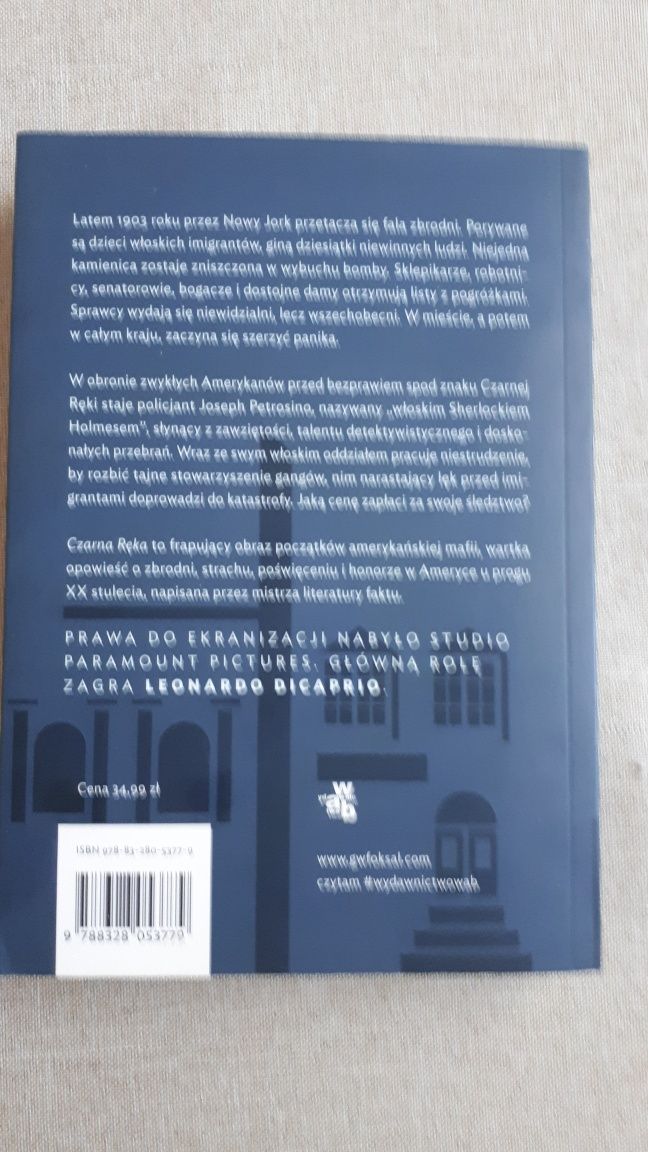 Latem 1903 roku przez Nowy Jork przetacza się fala zbrodni. Porywane
są dzieci włoskich imigrantów, giną dziesiątki niewinnych ludzi. Niejedna
kamienica zostaje zniszczona w wybuchu bomby. Sklepikarze, robotni-
cy, senatorowie, bogacze i dostojne damy otrzymują listy z pogróżkami.
Sprawcy wydają się niewidzialni, lecz wszechobecni. W mieście, a potem
w całym kraju, zaczyna się szerzyć panika.
W obronie zwykłych Amerykanów przed bezprawiem spod znaku Czarnej
Ręki staje policjant Joseph Petrosino, nazywany „włoskim Sherlockiem
Holmesem”, słynący z zawziętości, talentu detektywistycznego i dosko-
nałych przebrań. Wraz ze swym włoskim oddziałem pracuje niestrudzenie,
by rozbić tajne stowarzyszenie gangów, nim narastający lęk przed imi-
grantami doprowadzi do katastrofy. Jaką cenę zapłaci za swoje śledztwo?
Czarna Ręka to frapujący obraz początków amerykańskiej mafii, wartka
opowieść o zbrodni, strachu, poświęceniu i honorze w Ameryce u progu
XX stulecia, napisana przez mistrza literatury faktu.
PRAWA DO EKRANIZACJI NABYŁO STUDIO
PARAMOUNT PICTURES. GŁÓWNĄ ROLĘ
ZAGRA LEONARDO DICAPRIO.
Cena 34,99 zł
w
ab
ISBN 978-83-280-5377-9
www.gwfoksal.com
czytam #wydawnictwowab
9 788328 053779